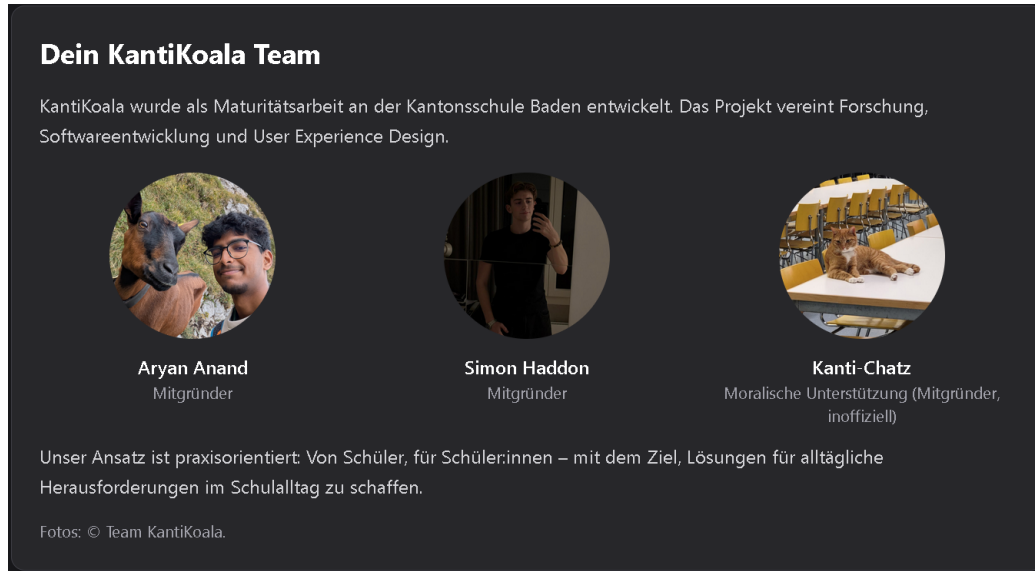 Dein KantiKoala Team
KantiKoala wurde als Maturitätsarbeit an der Kantonsschule Baden entwickelt. Das Projekt vereint Forschung,
Softwareentwicklung und User Experience Design.
Aryan Anand
Mitgründer
Simon Haddon
Mitgründer
Kanti-Chatz
Moralische Unterstützung (Mitgründer,
inoffiziell)
Unser Ansatz ist praxisorientiert: Von Schüler, für Schüler:innen – mit dem Ziel, Lösungen für alltägliche
Herausforderungen im Schulalltag zu schaffen.
Fotos: © Team KantiKoala.